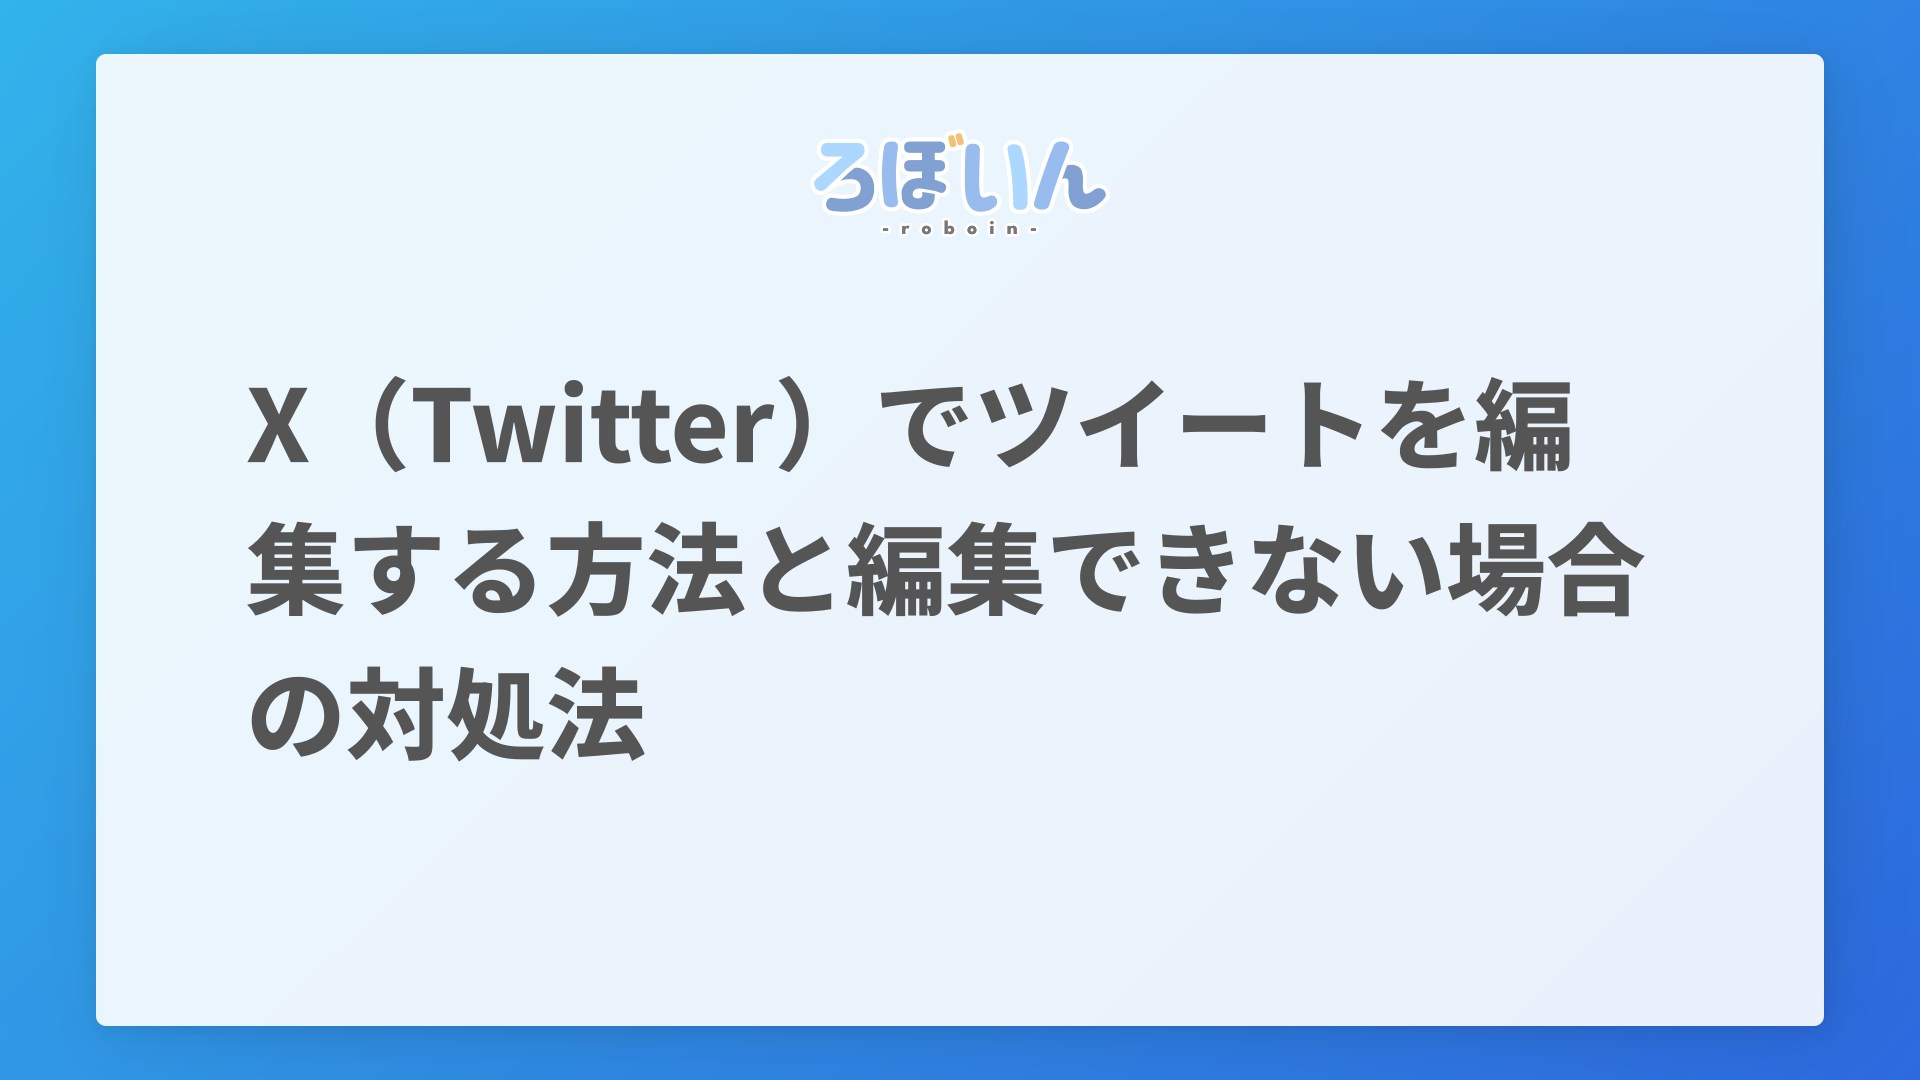 ろぼいん
-roboin-
X（Twitter）でツイートを編
集する方法と編集できない場合
の対処法